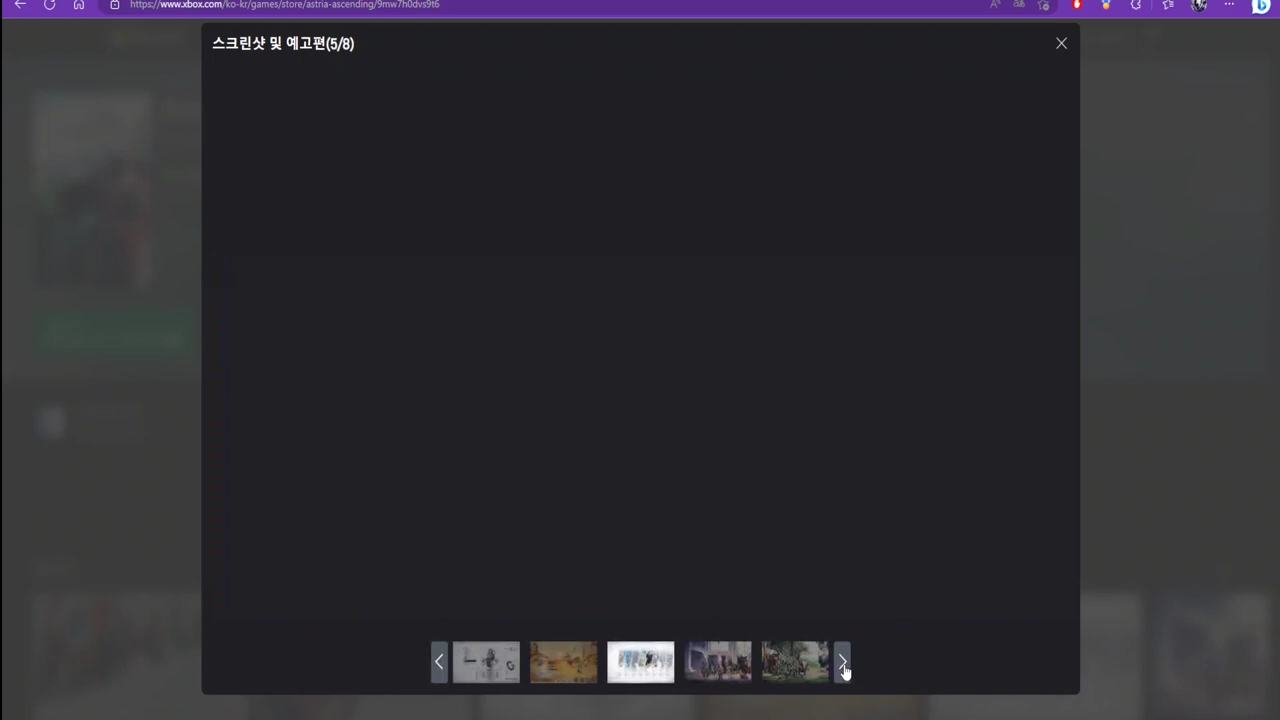 https://www.xbox.com/ko-kr/games/store/astria-ascending/9mw7h0dvs9t6
스크린샷 및 예고편(5/8)